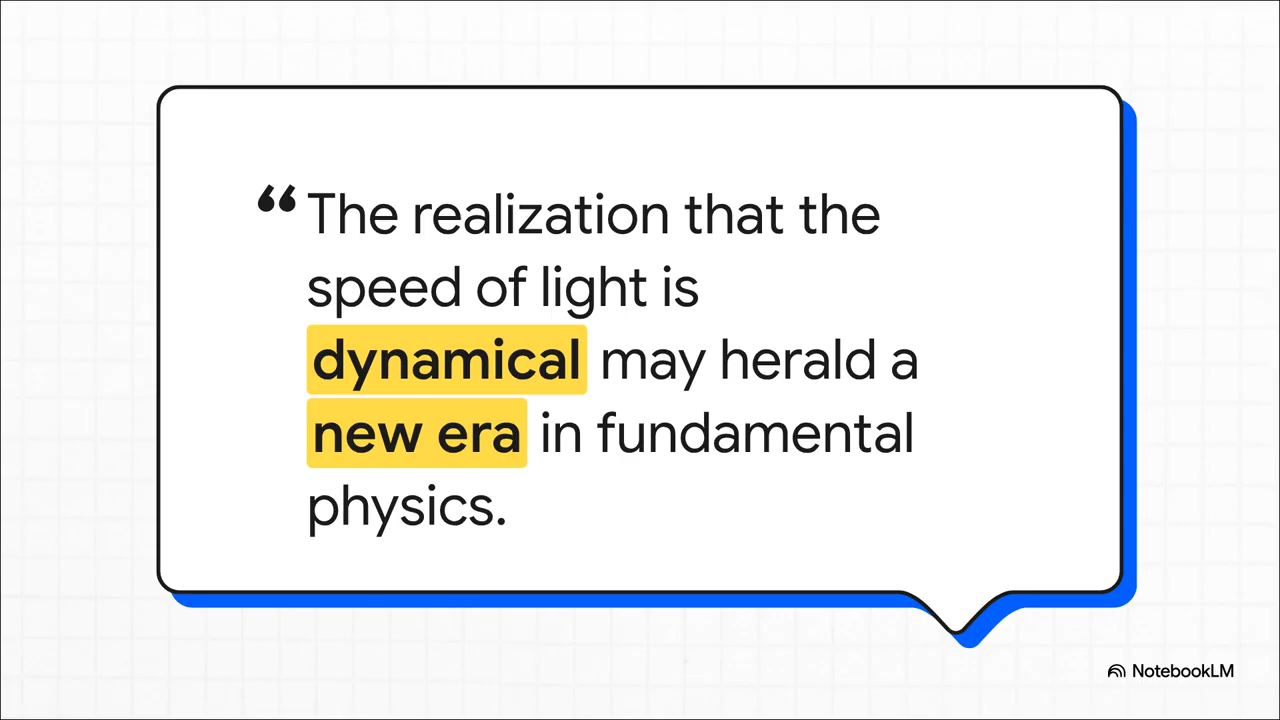 “The realization that the
speed of light is
dynamical may herald a
new era in fundamental
physics.
NotebookLM